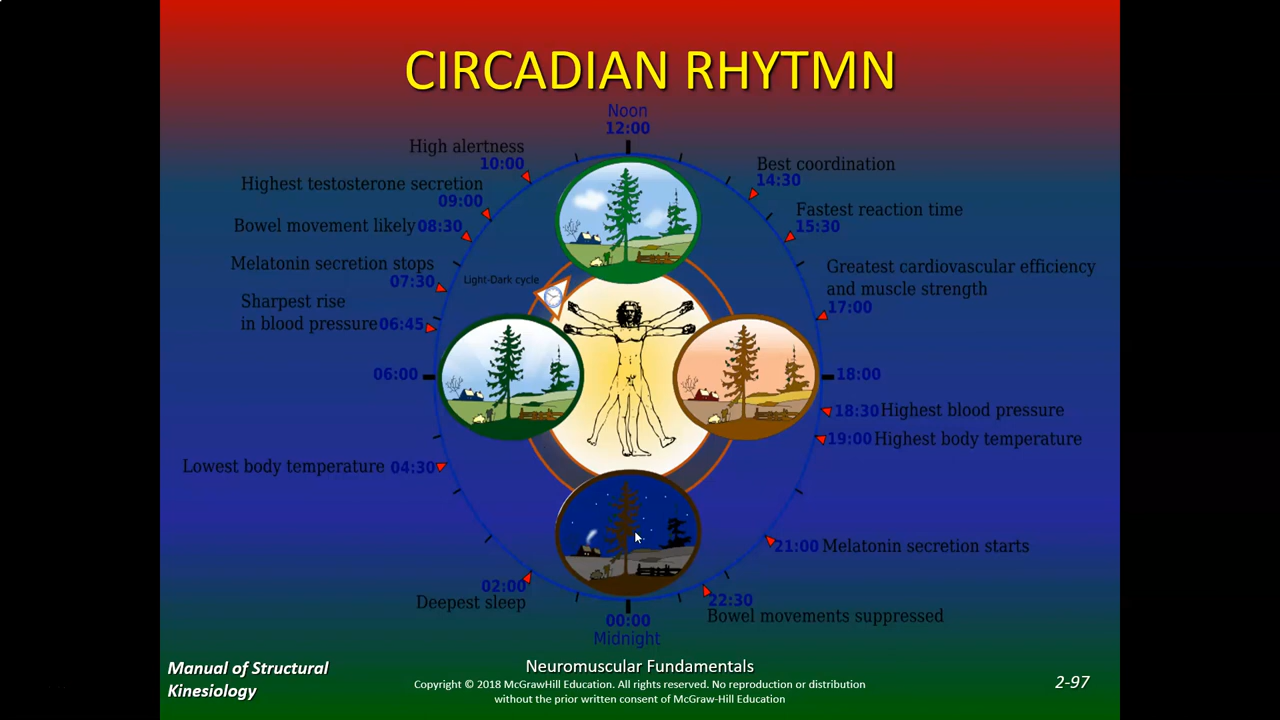 CIRCADIAN RHYTMN
Noon
12:00
High alertness
10:00
Highest testosterone secretion
09:00
Bowel movement likely 08:30
Melatonin secretion stops
07:30
Sharpest rise
in blood pressure 06:45
06:00
Lowest body temperature 04:30
02:00
Deepest sleep
Light-Dark cycle
Best coordination
14:30
Fastest reaction time
15:30
Greatest cardiovascular efficiency
and muscle strength
17:00
18:00
18:30 Highest blood pressure
19:00 Highest body temperature
21:00 Melatonin secretion starts
22:30
Bowel movements suppressed
00:00
Midnight
Manual of Structural
Kinesiology
Neuromuscular Fundamentals
Copyright © 2018 McGrawHill Education. All rights reserved. No reproduction or distribution
without the prior written consent of McGraw-Hill Education
2-97